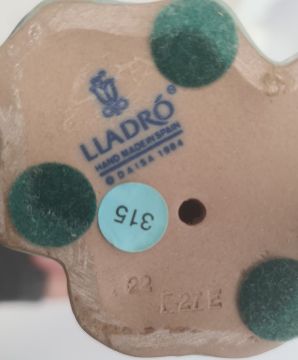 LLADRÓ®
HAND MADE IN SPAIN
© DAISA 1984
315
22